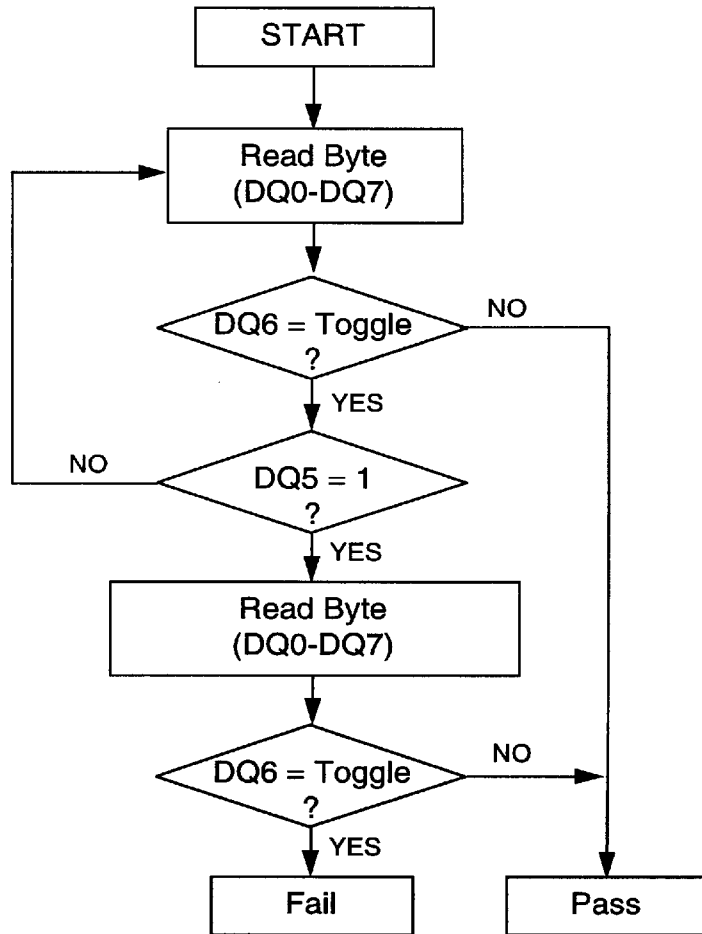 START
Read Byte
(DQ0-DQ7)
DQ6 = Toggle
?
NO
YES
DQ5 = 1
?
NO
YES
Read Byte
(DQ0-DQ7)
DQ6 = Toggle
?
NO
YES
Fail
Pass